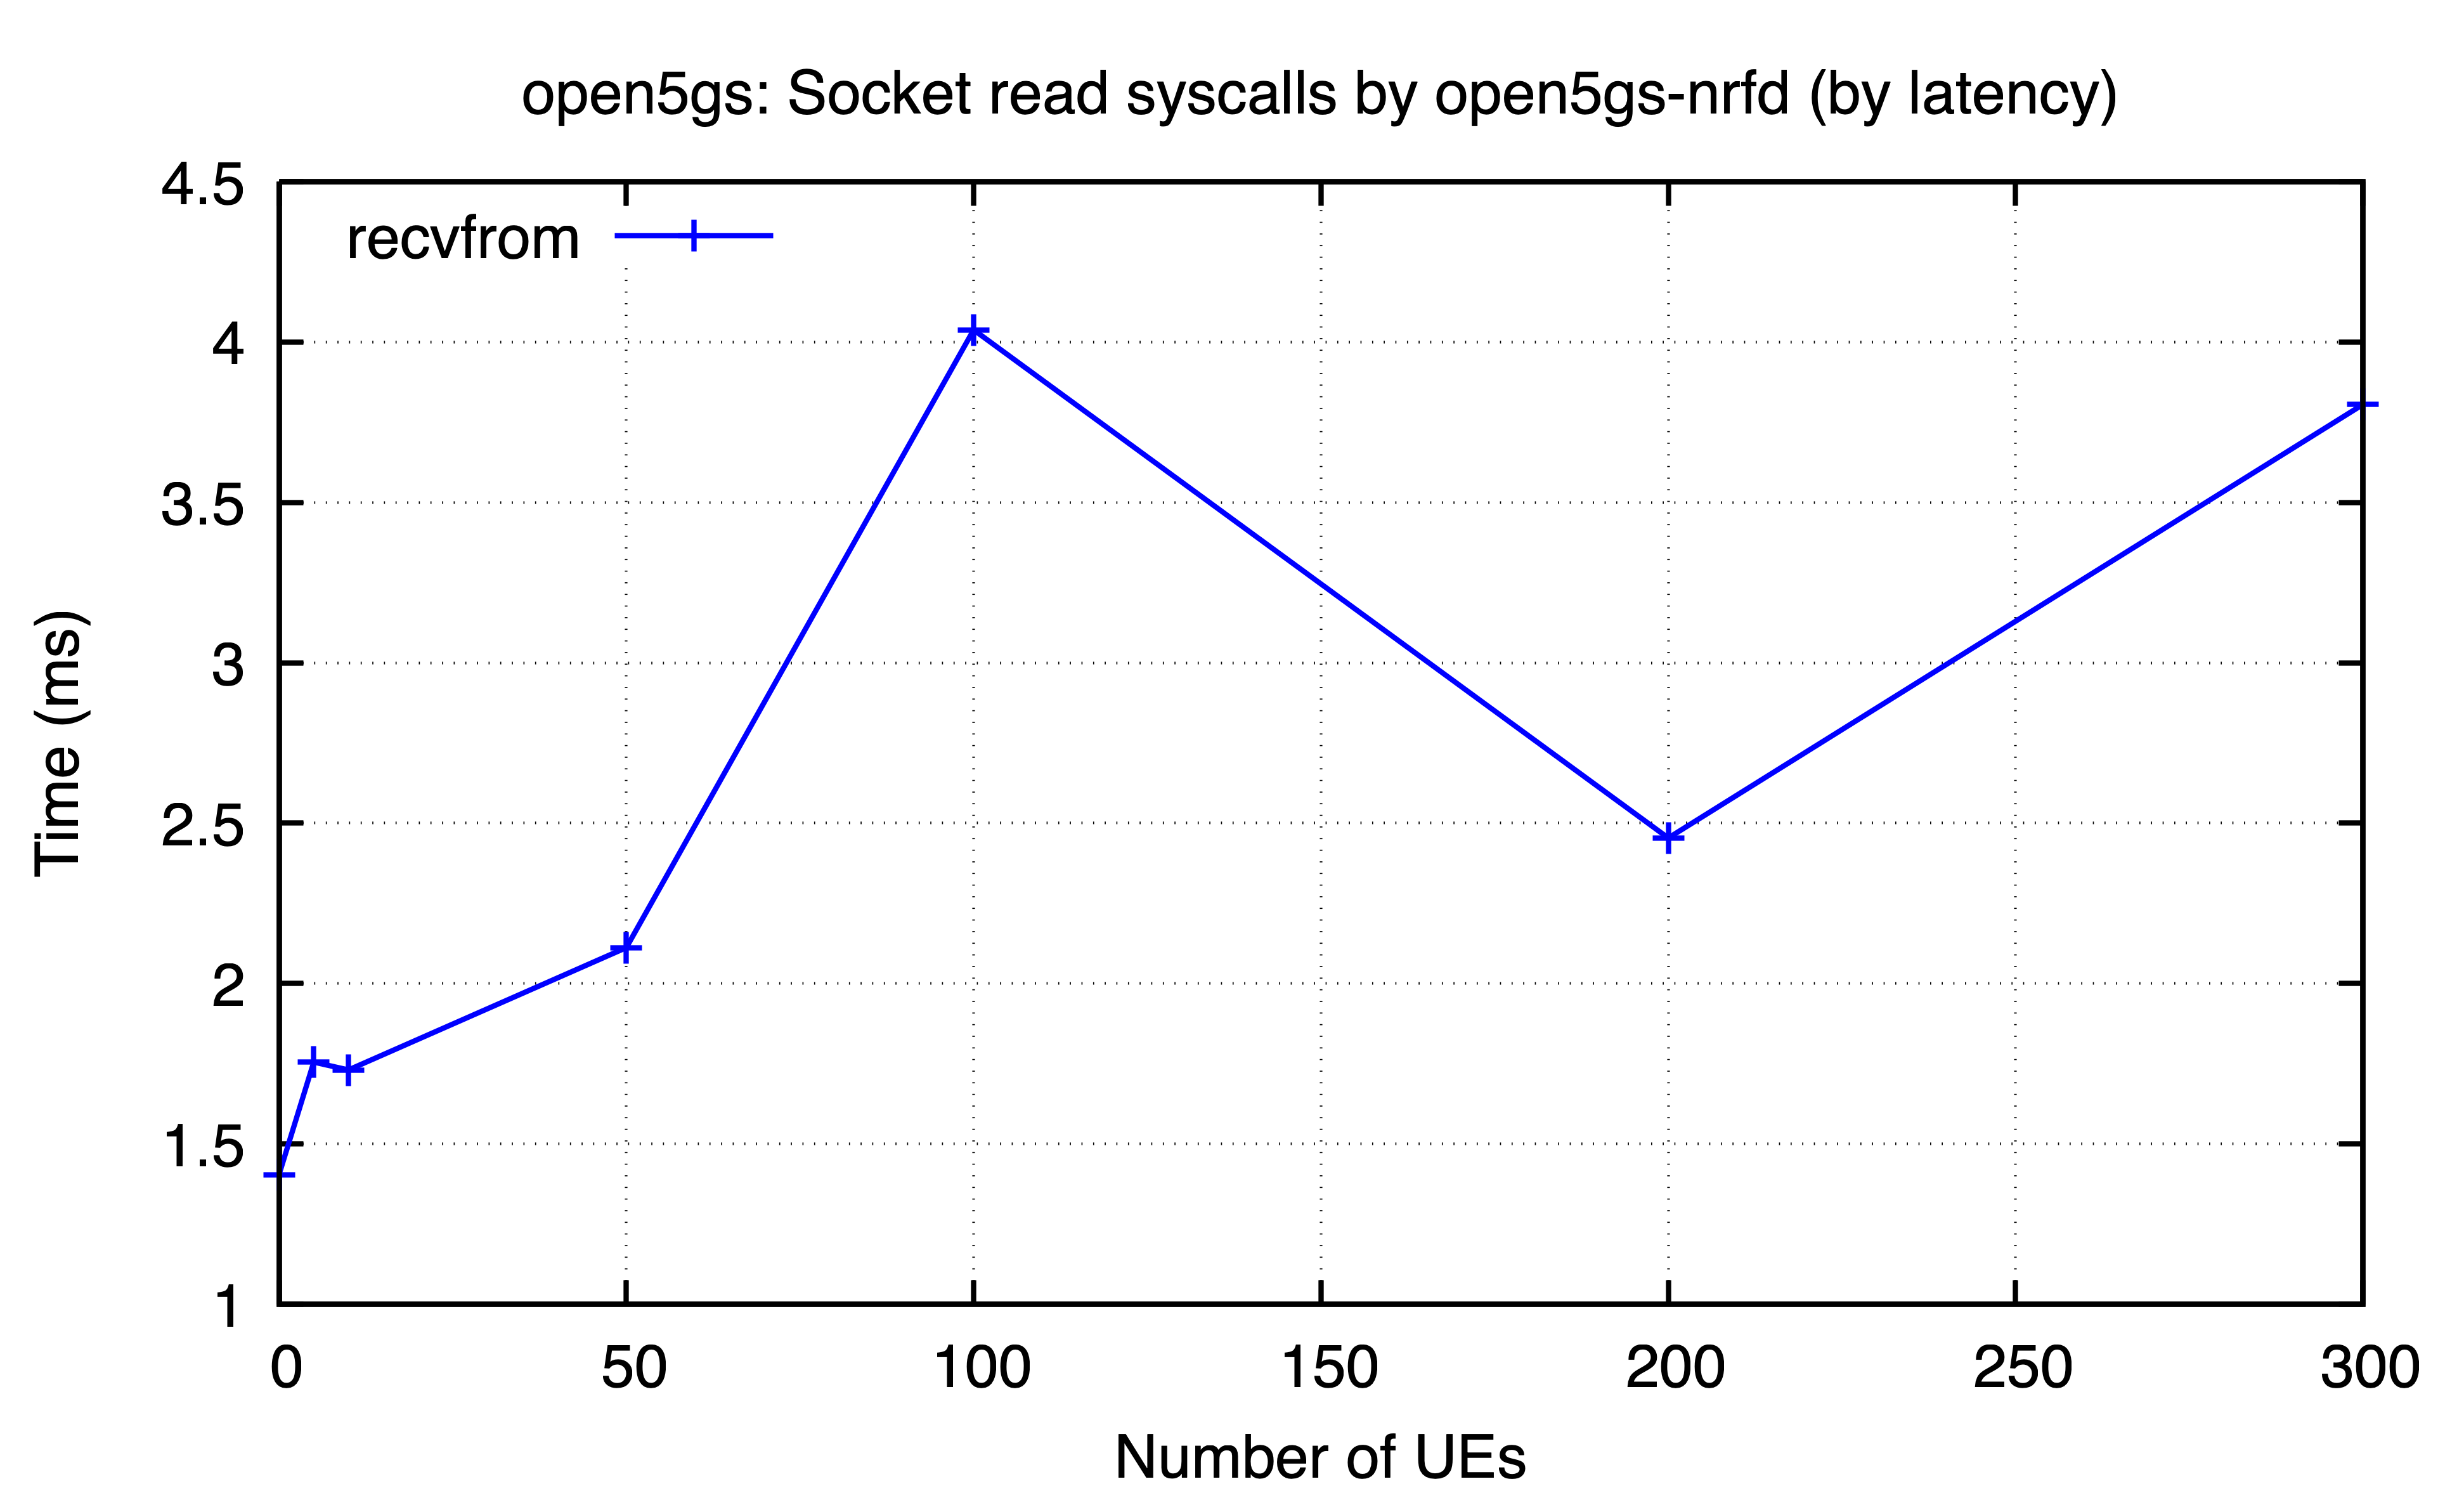 open5gs: Socket read syscalls by open5gs-nrfd (by latency)
4.5
recvfrom
4
3.5
3
Time (ms)
2.5
2
1.5
1
0 50 100 150 200 250 300
Number of UEs